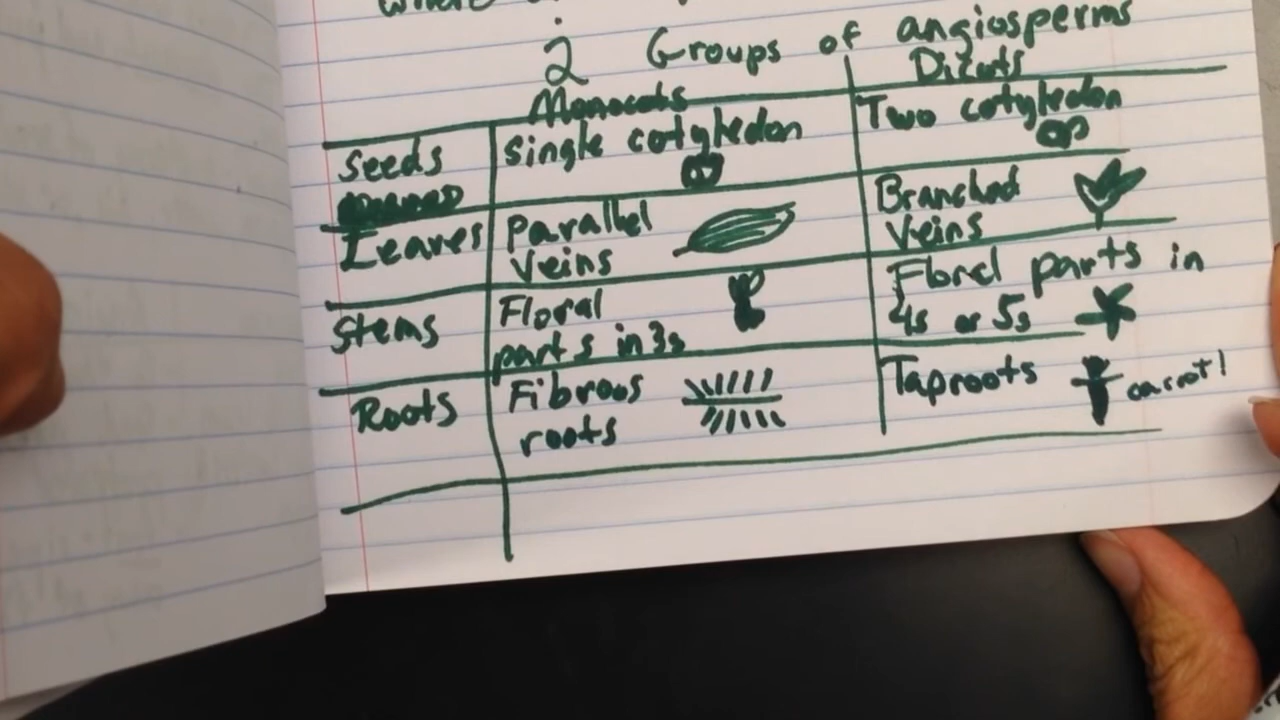 where
2 Groups of angiosperms
Monocots
Dicots
Seeds
Single cotyledon
Two cotyledon
Leaves
Parallel
Veins
Branched
Veins
Stems
Floral
parts in 3s
Floral parts in
4s or 5s
Roots
Fibrous
roots
Taproots
carrot!